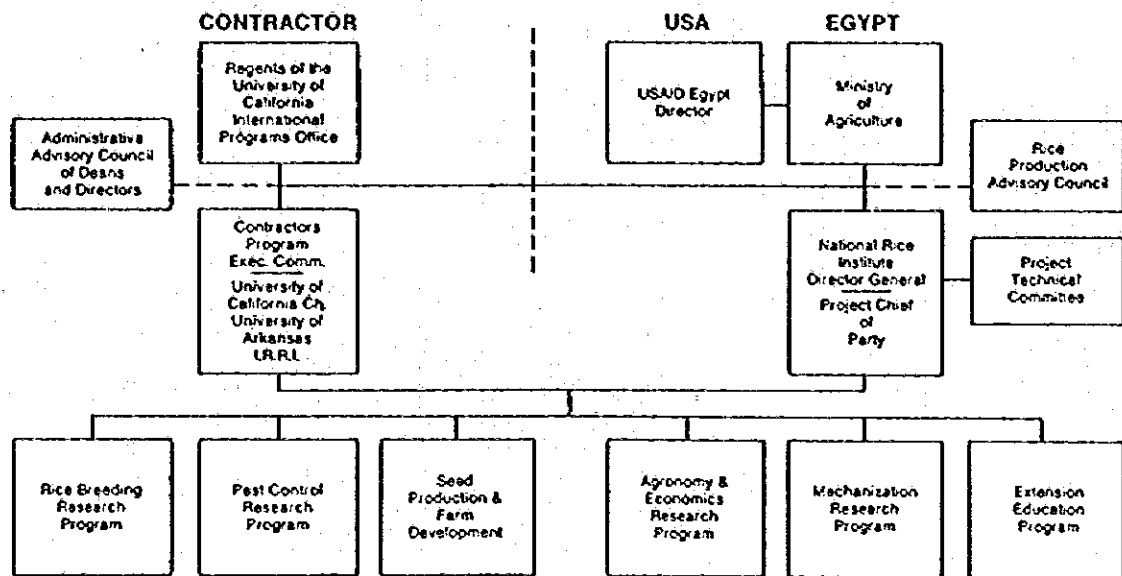 CONTRACTOR
USA
EGYPT
Regents of the
University of
California
International
Programs Office
USAID Egypt
Director
Ministry
of
Agriculture
Administrative
Advisory Council
of Deans
and Directors
Rice
Production
Advisory Council
Contractors
Program
Exec. Comm.
University of
California Ch.
University of
Arkansas
I.R.R.I.
National Rice
Institute
Director General
Project Chief
of
Party
Project
Technical
Committee
Rice Breeding
Research
Program
Pest Control
Research
Program
Seed
Production &
Farm
Development
Agronomy &
Economics
Research
Program
Mechanization
Research
Program
Extension
Education
Program